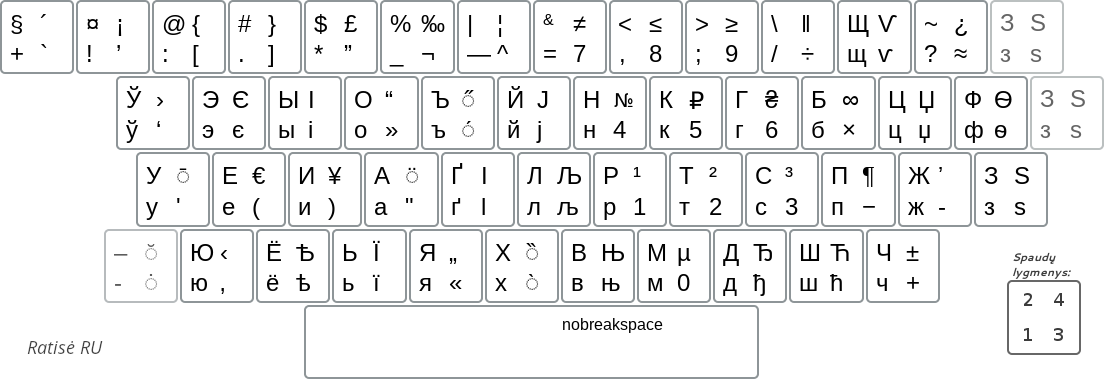 § ´ ¤ ¡ @ { # } $ £ % ‰ | ¦ & ≠ < ≤ > ≥ \ ‖ Щ Ѵ ~ ¿ З Ѕ
+ ` ! ’ : [ . ] * ” _ ¬ — ^ = 7 , 8 ; 9 / ÷ щ ѵ ? ≈ з ѕ
Ў › Э Є Ы І О “ Ъ ◌̋ Й Ј Н № К ₽ Г ₴ Б ∞ Ц Џ Ф Ѳ З Ѕ
ў ‘ э є ы і о » ъ ◌́ й ј н 4 к 5 г 6 б × ц џ ф ѳ з ѕ
У ◌̄ Е € И ¥ А ◌̈ Ґ Ӏ Л Љ Р ¹ Т ² С ³ П ¶ Ж ’ З Ѕ
у ' е ( и ) а " ґ ӏ л љ р 1 т 2 с 3 п − ж - з ѕ
– ◌̆ Ю ‹ Ё Ѣ Ь Ї Я „ Х ◌̏ В Њ М µ Д Ђ Ш Ћ Ч ±
- ◌̇ ю , ё ѣ ь ї я « х ◌̀ в њ м 0 д ђ ш ћ ч +
Spaudų
lygmenys:
2 4
1 3
nobreakspace
Ratisė RU